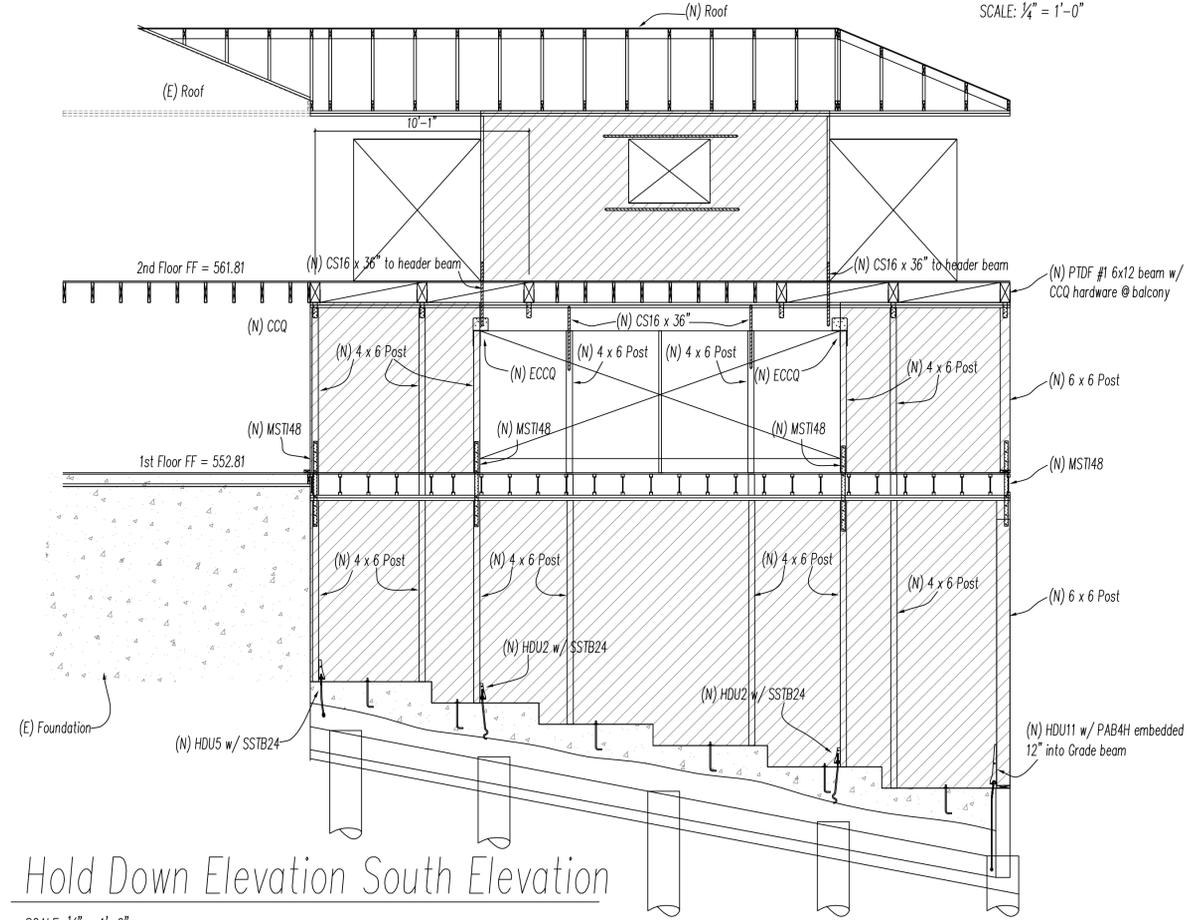 SCALE: ¼" = 1'-0"
(N) Roof
(E) Roof
10'-1"
2nd Floor FF = 561.81
(N) CS16 x 36" to header beam
(N) CS16 x 36" to header beam
(N) PTDF #1 6x12 beam w/
CCQ hardware @ balcony
(N) CCQ
(N) CS16 x 36"
(N) 4 x 6 Post
(N) 4 x 6 Post
(N) 4 x 6 Post
(N) ECCQ
(N) ECCQ
(N) 4 x 6 Post
(N) 6 x 6 Post
(N) MSTI48
(N) MSTI48
(N) MSTI48
1st Floor FF = 552.81
(N) MSTI48
(N) 4 x 6 Post
(N) 4 x 6 Post
(N) 4 x 6 Post
(N) 4 x 6 Post
(N) 6 x 6 Post
(N) HDU2 w/ SSTB24
(N) HDU2 w/ SSTB24
(E) Foundation
(N) HDU5 w/ SSTB24
(N) HDU11 w/ PAB4H embedded
12" into Grade beam
Hold Down Elevation South Elevation